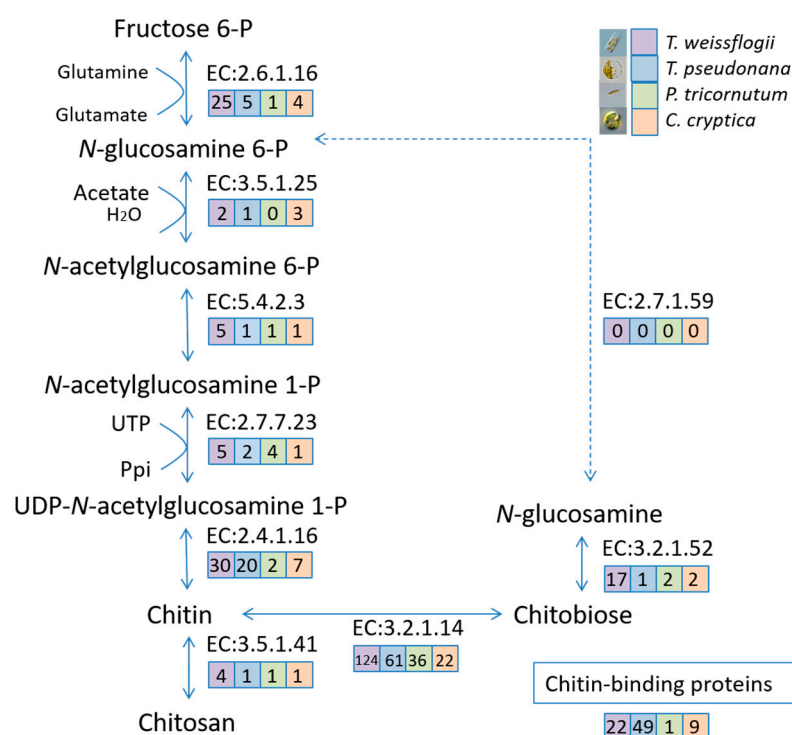 Fructose 6-P
Glutamine
EC:2.6.1.16
Glutamate
25 5 1 4
N-glucosamine 6-P
Acetate
H2O
EC:3.5.1.25
2 1 0 3
N-acetylglucosamine 6-P
EC:5.4.2.3
5 1 1 1
N-acetylglucosamine 1-P
UTP
EC:2.7.7.23
Ppi
5 2 4 1
UDP-N-acetylglucosamine 1-P
EC:2.4.1.16
30 20 2 7
Chitin
EC:3.5.1.41
4 1 1 1
Chitosan
EC:3.2.1.14
124 61 36 22
T. weissflogii
T. pseudonana
P. tricornutum
C. cryptica
EC:2.7.1.59
0 0 0 0
N-glucosamine
EC:3.2.1.52
17 1 2 2
Chitobiose
Chitin-binding proteins
22 49 1 9